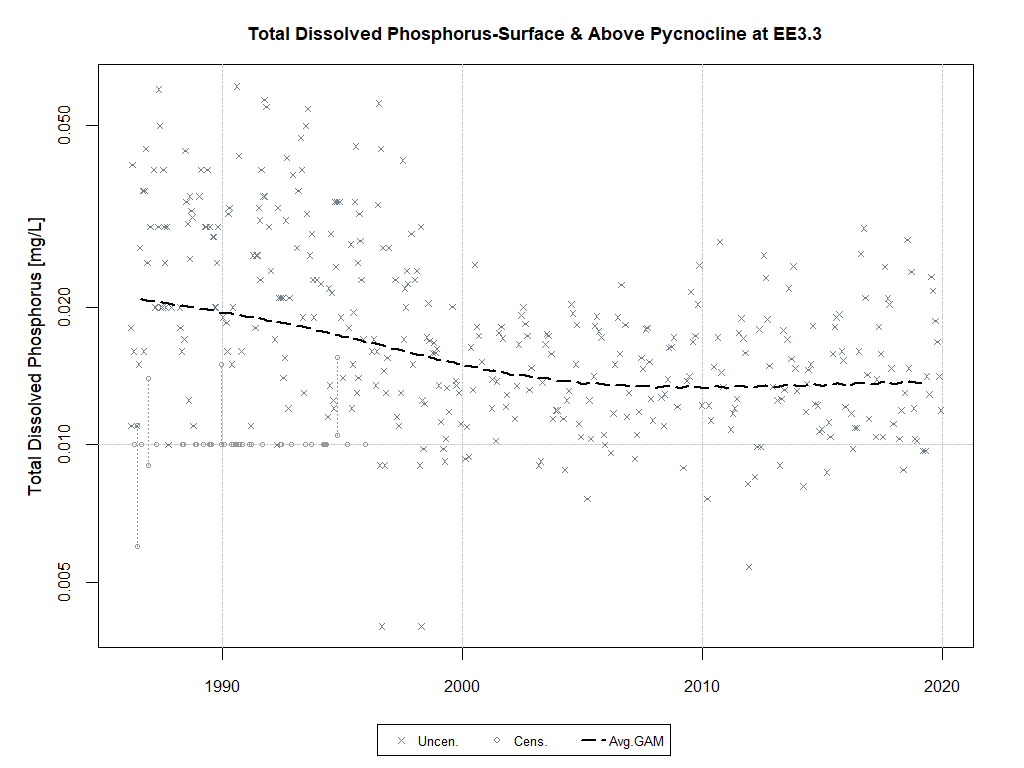 Total Dissolved Phosphorus-Surface & Above Pycnocline at EE3.3
Total Dissolved Phosphorus [mg/L]
0.050
0.020
0.010
0.005
1990 2000 2010 2020
Uncen. Cens. Avg.GAM